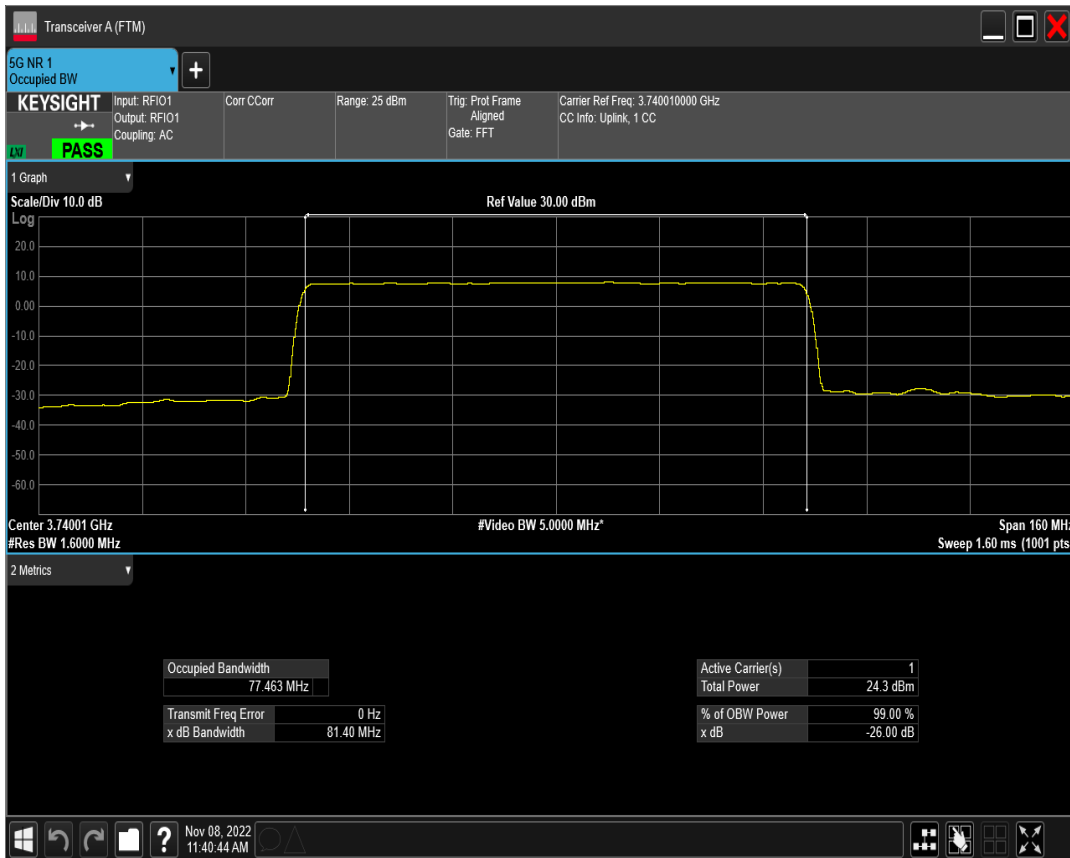 Transceiver A (FTM)
5G NR 1
Occupied BW
+
KEYSIGHT
LXI
PASS
Input: RFIO1
Output: RFIO1
Coupling: AC
Corr CCorr
Range: 25 dBm
Trig: Prot Frame
Aligned
Gate: FFT
Carrier Ref Freq: 3.740010000 GHz
CC Info: Uplink, 1 CC
1 Graph
Scale/Div 10.0 dB
Ref Value 30.00 dBm
Log
20.0
10.0
0.00
-10.0
-20.0
-30.0
-40.0
-50.0
-60.0
Center 3.74001 GHz
#Video BW 5.0000 MHz*
Span 160 MHz
#Res BW 1.6000 MHz
Sweep 1.60 ms (1001 pts
2 Metrics
Occupied Bandwidth
77.463 MHz
Transmit Freq Error 0 Hz
x dB Bandwidth 81.40 MHz
Active Carrier(s) 1
Total Power 24.3 dBm
% of OBW Power 99.00 %
x dB -26.00 dB
?
Nov 08, 2022
11:40:44 AM